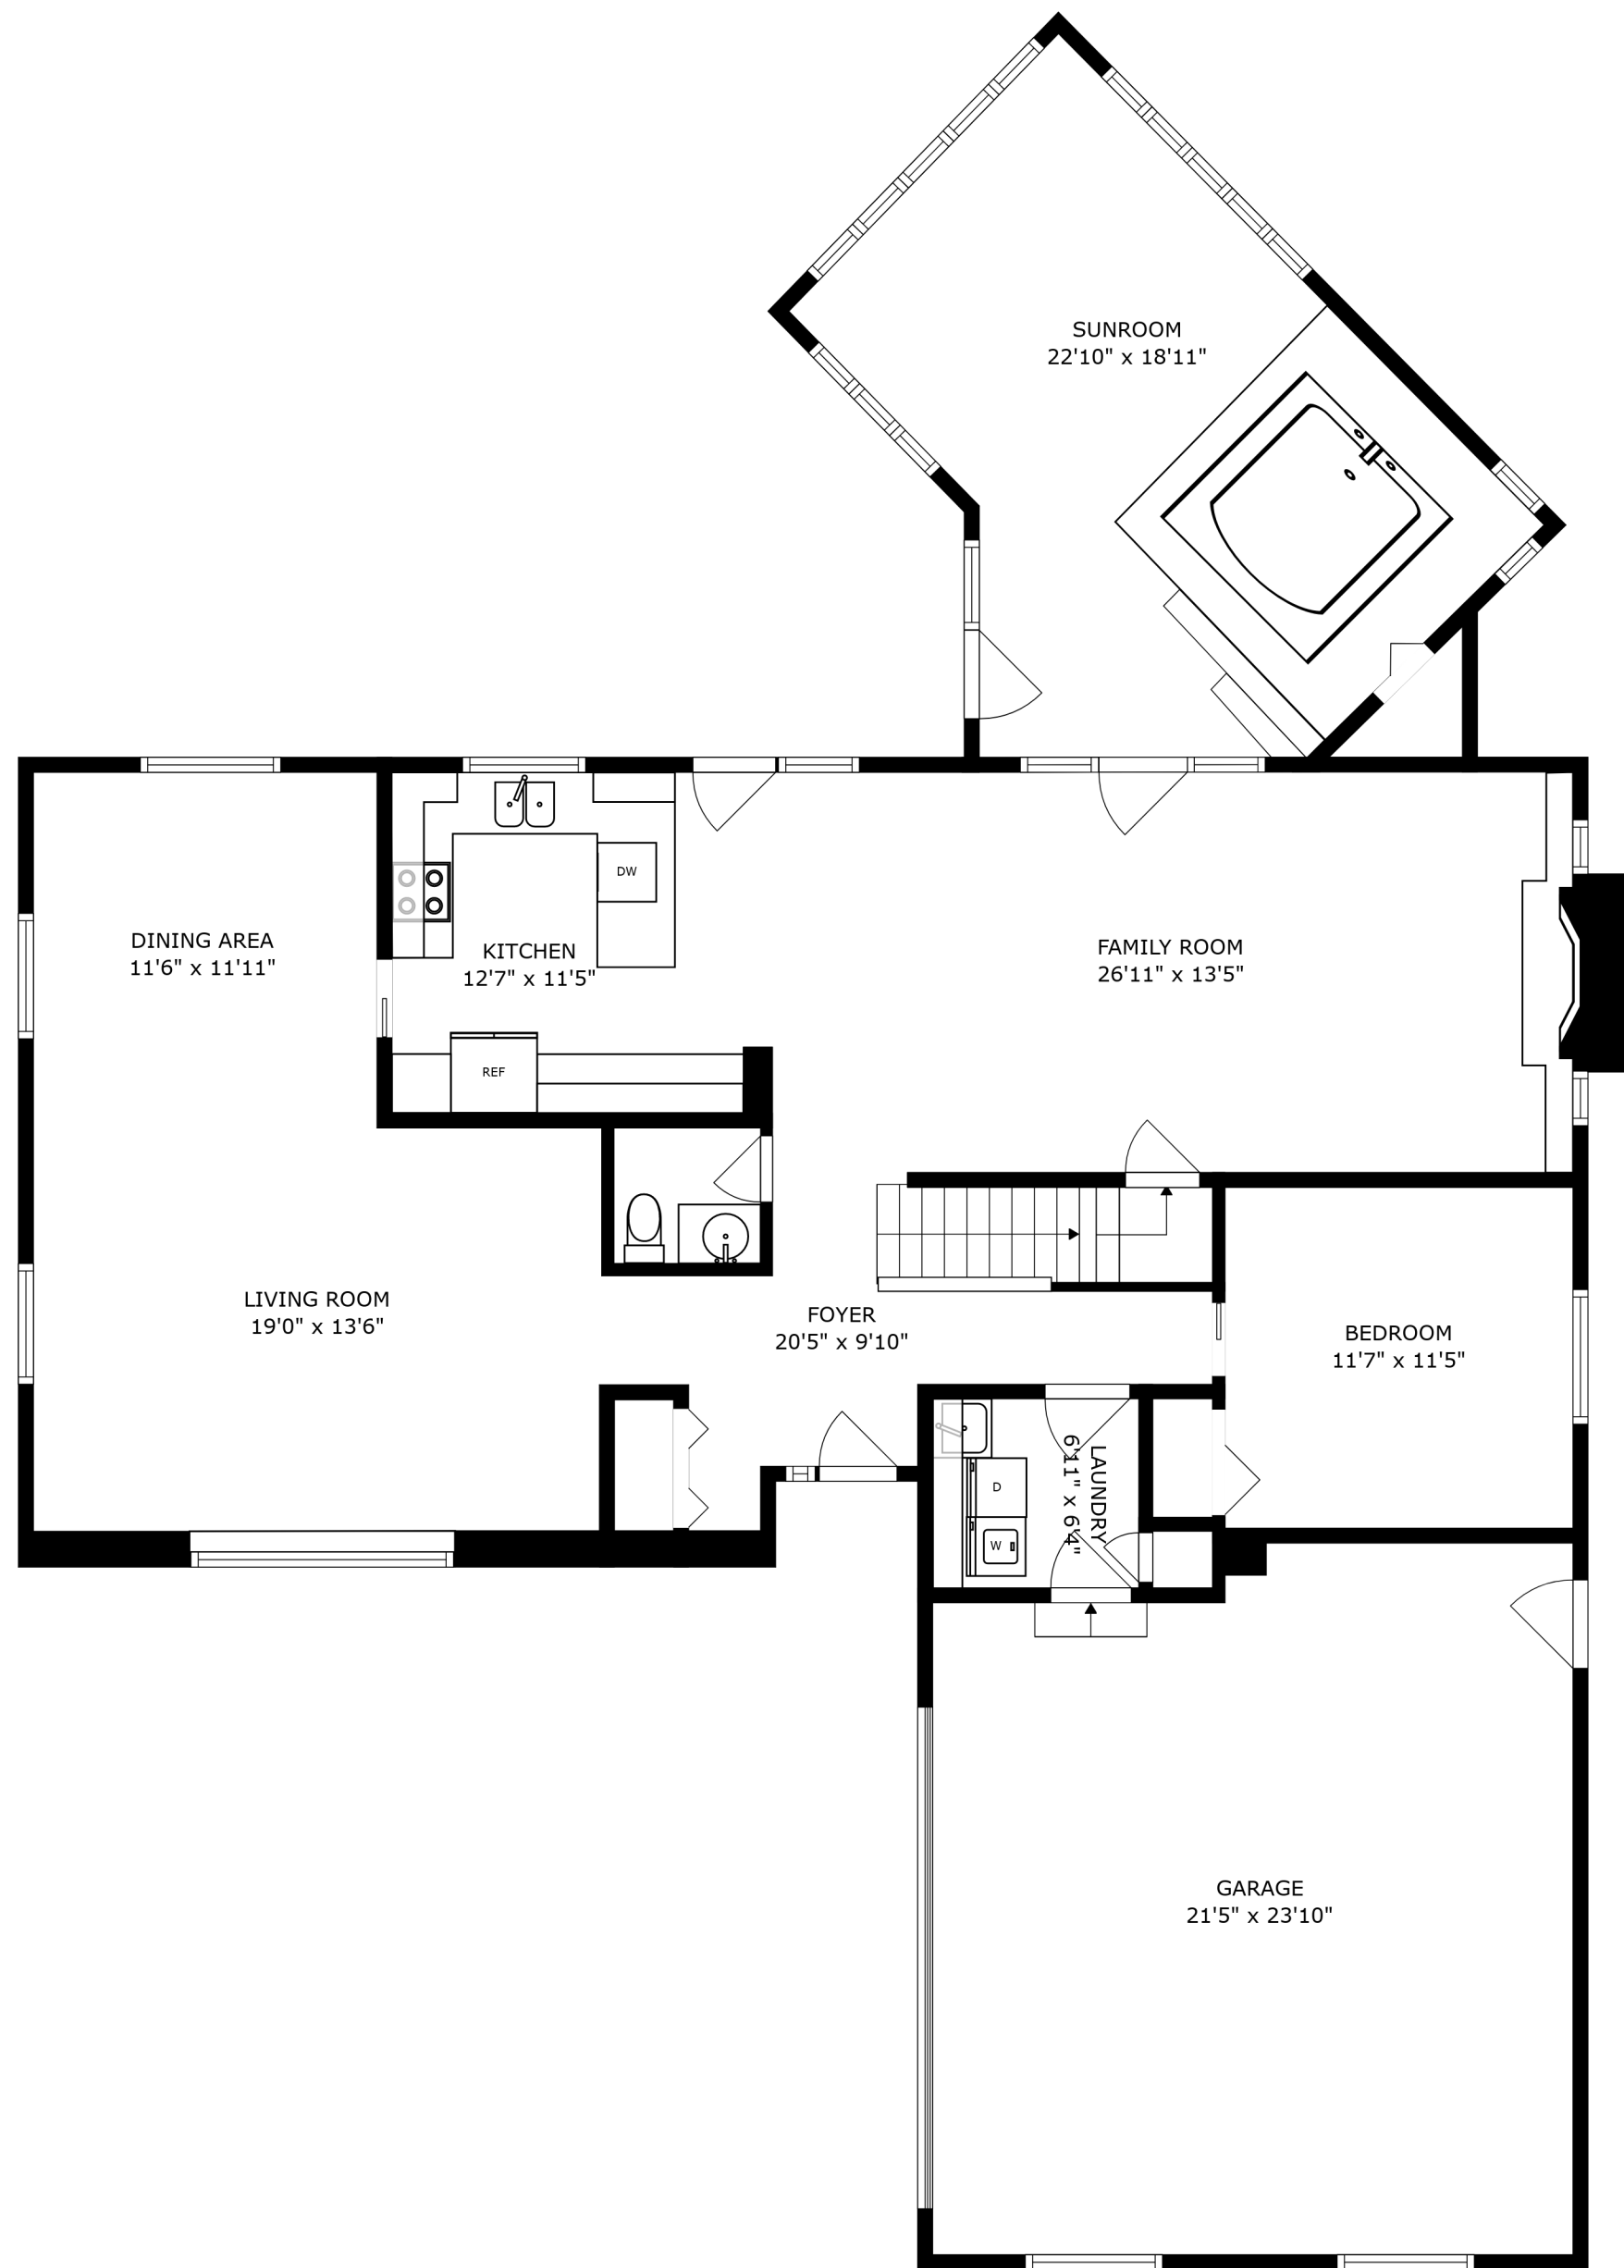 SUNROOM
22'10" x 18'11"
DW
DINING AREA
11'6" x 11'11"
KITCHEN
12'7" x 11'5"
FAMILY ROOM
26'11" x 13'5"
REF
LIVING ROOM
19'0" x 13'6"
FOYER
20'5" x 9'10"
BEDROOM
11'7" x 11'5"
LAUNDRY
6'11" x 6'4"
D
W
GARAGE
21'5" x 23'10"